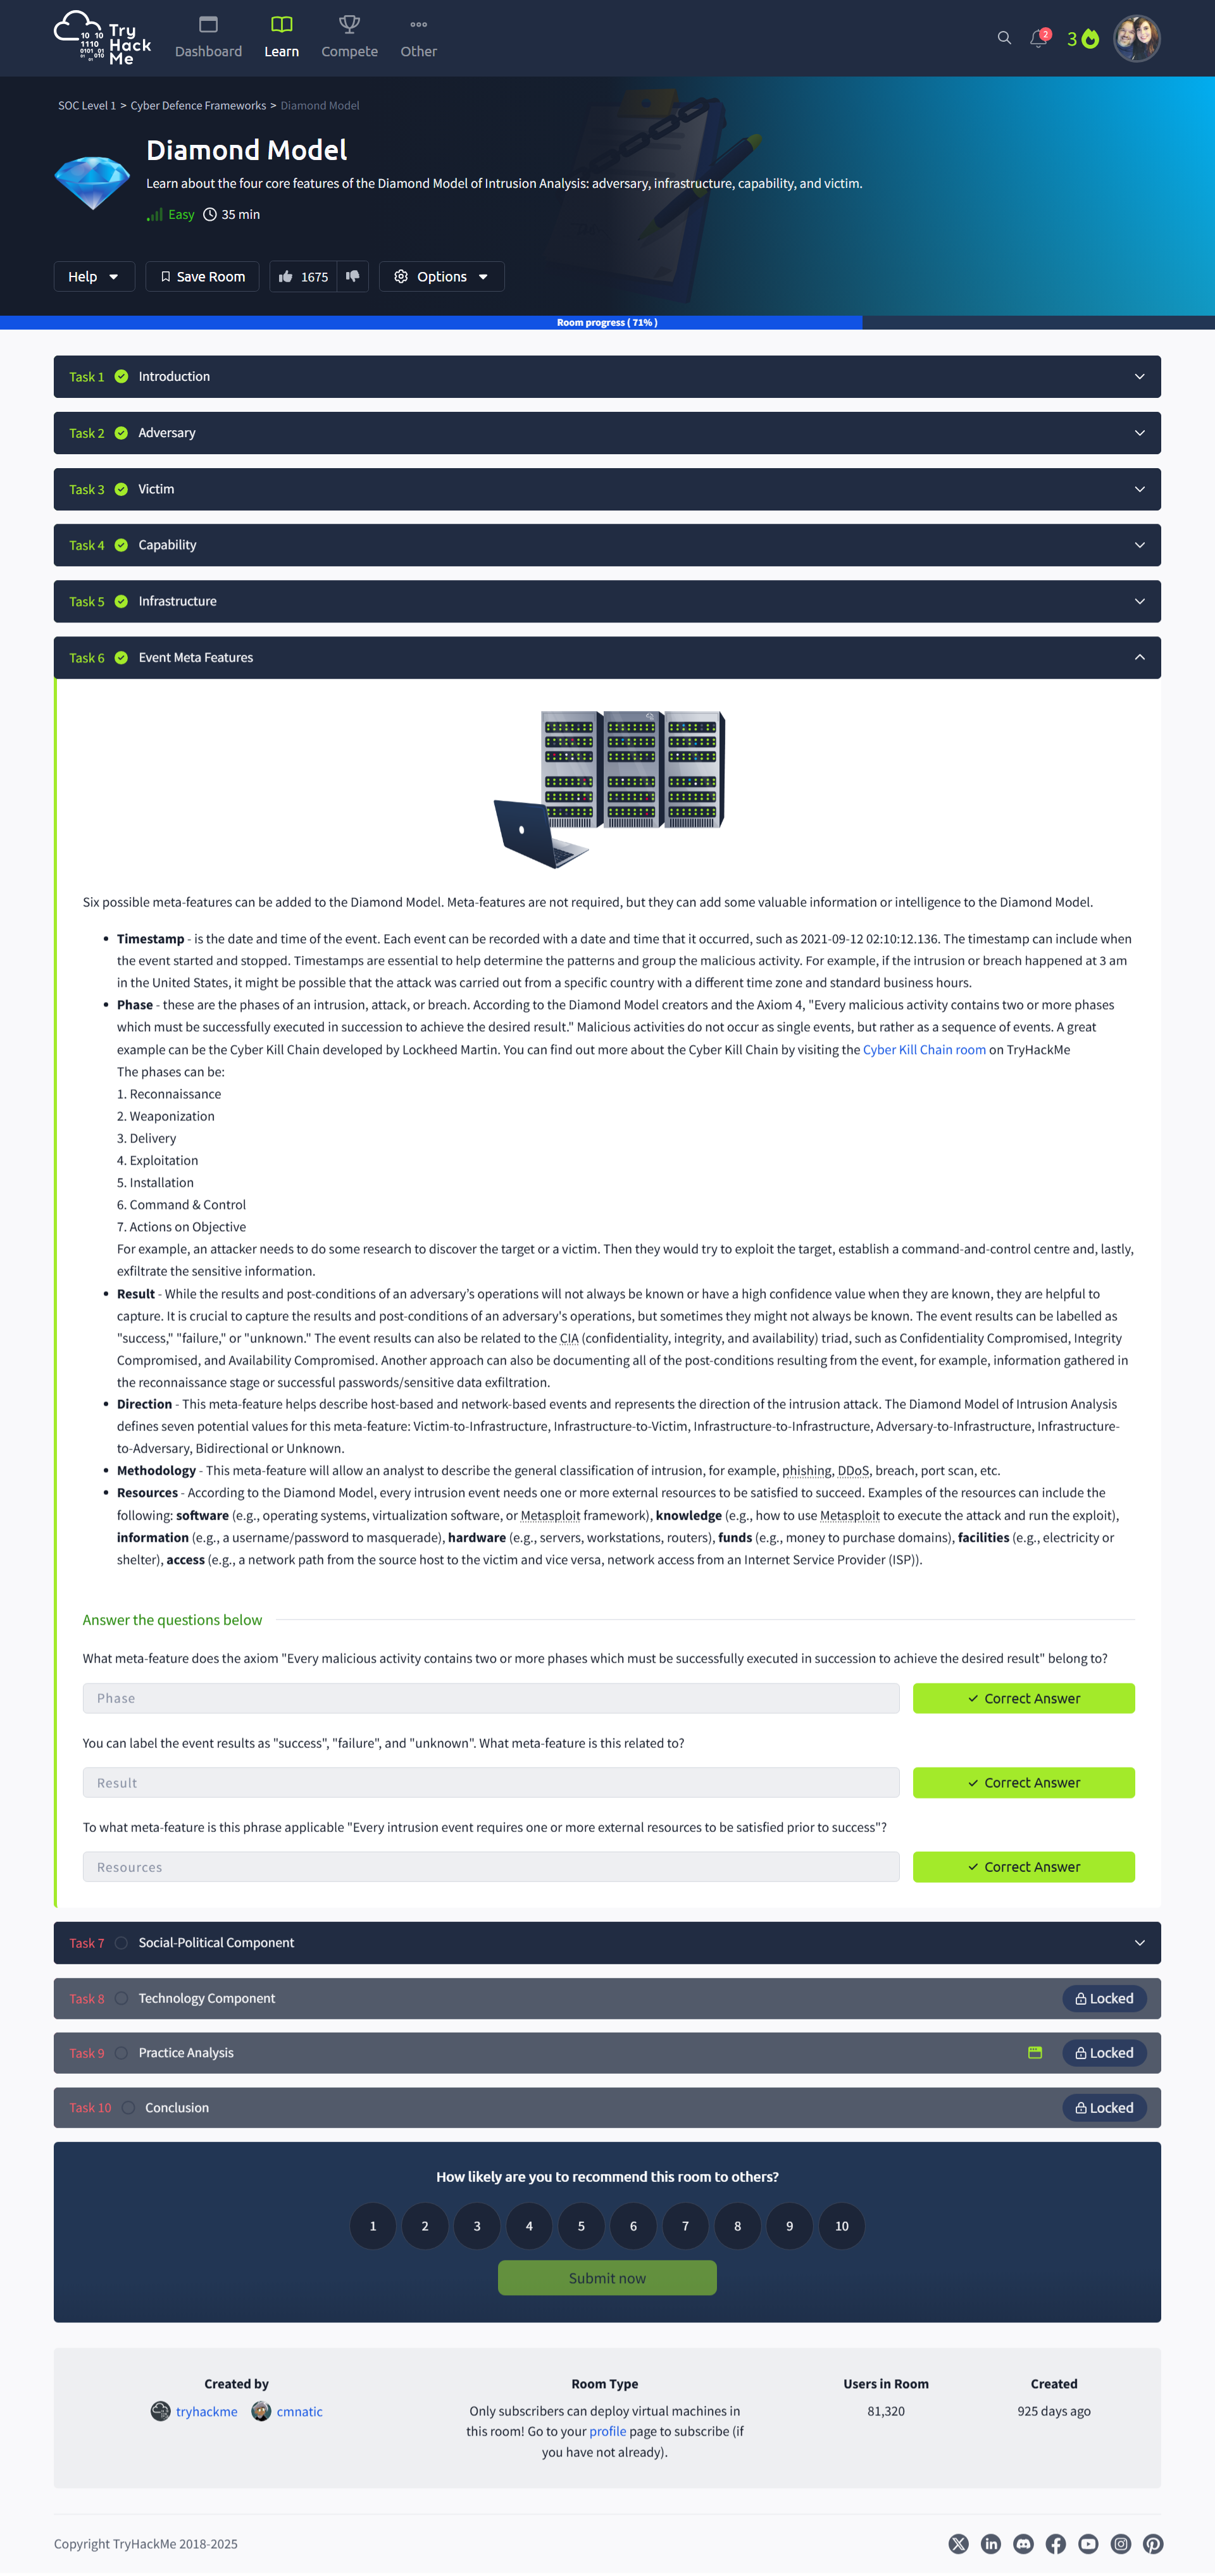 Try
Hack
Me
10 10
1110
0101 01
01 010
Dashboard
Learn
Compete
Other
2
3
SOC Level 1 > Cyber Defence Frameworks > Diamond Model
Diamond Model
Learn about the four core features of the Diamond Model of Intrusion Analysis: adversary, infrastructure, capability, and victim.
Easy 35 min
Help
Save Room
1675
Options
Room progress ( 71% )
Task 1 Introduction
Task 2 Adversary
Task 3 Victim
Task 4 Capability
Task 5 Infrastructure
Task 6 Event Meta Features
Six possible meta-features can be added to the Diamond Model. Meta-features are not required, but they can add some valuable information or intelligence to the Diamond Model.
• Timestamp - is the date and time of the event. Each event can be recorded with a date and time that it occurred, such as 2021-09-12 02:10:12.136. The timestamp can include when
the event started and stopped. Timestamps are essential to help determine the patterns and group the malicious activity. For example, if the intrusion or breach happened at 3 am
in the United States, it might be possible that the attack was carried out from a specific country with a different time zone and standard business hours.
• Phase - these are the phases of an intrusion, attack, or breach. According to the Diamond Model creators and the Axiom 4, "Every malicious activity contains two or more phases
which must be successfully executed in succession to achieve the desired result." Malicious activities do not occur as single events, but rather as a sequence of events. A great
example can be the Cyber Kill Chain developed by Lockheed Martin. You can find out more about the Cyber Kill Chain by visiting the Cyber Kill Chain room on TryHackMe
The phases can be:
1. Reconnaissance
2. Weaponization
3. Delivery
4. Exploitation
5. Installation
6. Command & Control
7. Actions on Objective
For example, an attacker needs to do some research to discover the target or a victim. Then they would try to exploit the target, establish a command-and-control centre and, lastly,
exfiltrate the sensitive information.
• Result - While the results and post-conditions of an adversary's operations will not always be known or have a high confidence value when they are known, they are helpful to
capture. It is crucial to capture the results and post-conditions of an adversary's operations, but sometimes they might not always be known. The event results can be labelled as
"success," "failure," or "unknown." The event results can also be related to the CIA (confidentiality, integrity, and availability) triad, such as Confidentiality Compromised, Integrity
Compromised, and Availability Compromised. Another approach can also be documenting all of the post-conditions resulting from the event, for example, information gathered in
the reconnaissance stage or successful passwords/sensitive data exfiltration.
• Direction - This meta-feature helps describe host-based and network-based events and represents the direction of the intrusion attack. The Diamond Model of Intrusion Analysis
defines seven potential values for this meta-feature: Victim-to-Infrastructure, Infrastructure-to-Victim, Infrastructure-to-Infrastructure, Adversary-to-Infrastructure, Infrastructure-
to-Adversary, Bidirectional or Unknown.
• Methodology - This meta-feature will allow an analyst to describe the general classification of intrusion, for example, phishing, DDoS, breach, port scan, etc.
• Resources - According to the Diamond Model, every intrusion event needs one or more external resources to be satisfied to succeed. Examples of the resources can include the
following: software (e.g., operating systems, virtualization software, or Metasploit framework), knowledge (e.g., how to use Metasploit to execute the attack and run the exploit),
information (e.g., a username/password to masquerade), hardware (e.g., servers, workstations, routers), funds (e.g., money to purchase domains), facilities (e.g., electricity or
shelter), access (e.g., a network path from the source host to the victim and vice versa, network access from an Internet Service Provider (ISP)).
Answer the questions below
What meta-feature does the axiom "Every malicious activity contains two or more phases which must be successfully executed in succession to achieve the desired result" belong to?
Phase
Correct Answer
You can label the event results as "success", "failure", and "unknown". What meta-feature is this related to?
Result
Correct Answer
To what meta-feature is this phrase applicable "Every intrusion event requires one or more external resources to be satisfied prior to success"?
Resources
Correct Answer
Task 7 Social-Political Component
Task 8 Technology Component Locked
Task 9 Practice Analysis Locked
Task 10 Conclusion Locked
How likely are you to recommend this room to others?
1 2 3 4 5 6 7 8 9 10
Submit now
Created by
tryhackme cmnatic
Room Type
Only subscribers can deploy virtual machines in
this room! Go to your profile page to subscribe (if
you have not already).
Users in Room
81,320
Created
925 days ago
Copyright TryHackMe 2018-2025